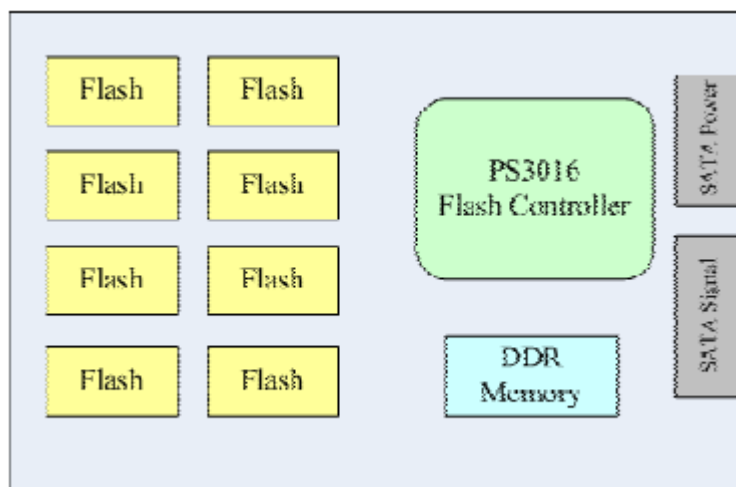 Flash
Flash
Flash
Flash
Flash
Flash
Flash
Flash
PS3016
Flash Controller
DDR
Memory
SATA Power
SATA Signal